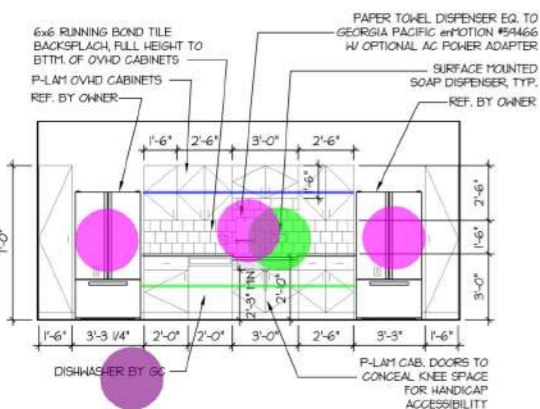 PAPER TOWEL DISPENSER EQ. TO
GEORGIA PACIFIC enMOTION #59466
W/ OPTIONAL AC POWER ADAPTER
6x6 RUNNING BOND TILE
BACKSPLACH, FULL HEIGHT TO
BTTM. OF OVHD CABINETS
P-LAM OVHD CABINETS
REF. BY OWNER
SURFACE MOUNTED
SOAP DISPENSER, TYP.
REF. BY OWNER
1'-6" 2'-6" 3'-0" 2'-6"
1'-6"
2'-6"
1'-6"
3'-0"
2'-3" MIN
2'-0"
1'-6" 3'-3 1/4" 2'-0" 2'-0" 3'-0" 2'-6" 3'-3" 1'-6"
DISHWASHER BY GC
P-LAM CAB. DOORS TO
CONCEAL KNEE SPACE
FOR HANDICAP
ACCESSIBILITY